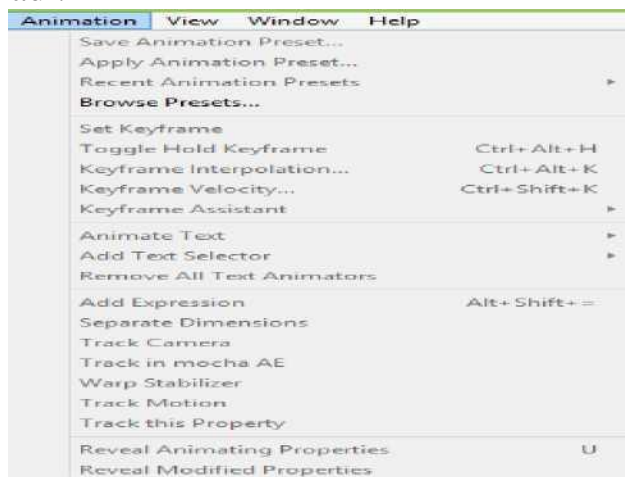 Animation View Window Help
Save Animation Preset...
Apply Animation Preset...
Recent Animation Presets
Browse Presets...
Set Keyframe
Toggle Hold Keyframe Ctrl+Alt+H
Keyframe Interpolation... Ctrl+Alt+K
Keyframe Velocity... Ctrl+Shift+K
Keyframe Assistant
Animate Text
Add Text Selector
Remove All Text Animators
Add Expression Alt+Shift+=
Separate Dimensions
Track Camera
Track in mocha AE
Warp Stabilizer
Track Motion
Track this Property
Reveal Animating Properties U
Reveal Modified Properties